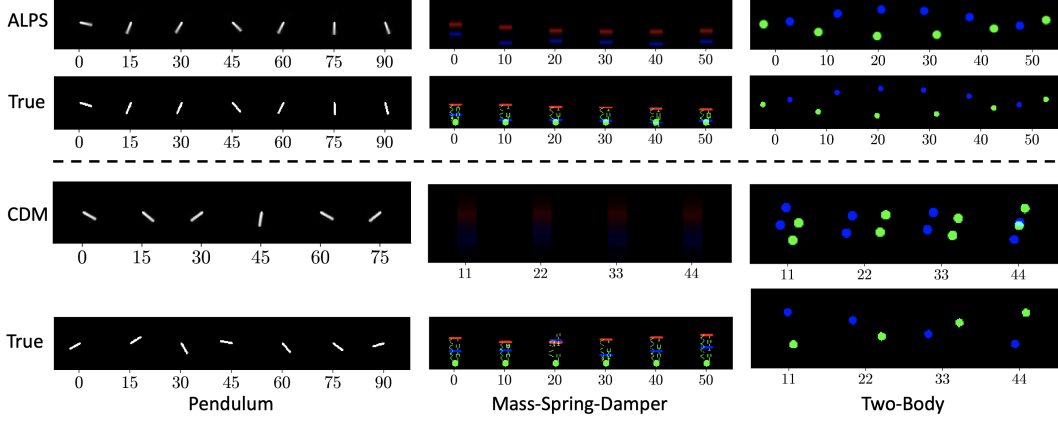 ALPS
0 15 30 45 60 75 90
0 10 20 30 40 50
0 10 20 30 40 50
True
0 15 30 45 60 75 90
0 10 20 30 40 50
0 10 20 30 40 50
CDM
0 15 30 45 60 75
11 22 33 44
11 22 33 44
True
0 15 30 45 60 75 90
0 10 20 30 40 50
11 22 33 44
Pendulum
Mass-Spring-Damper
Two-Body